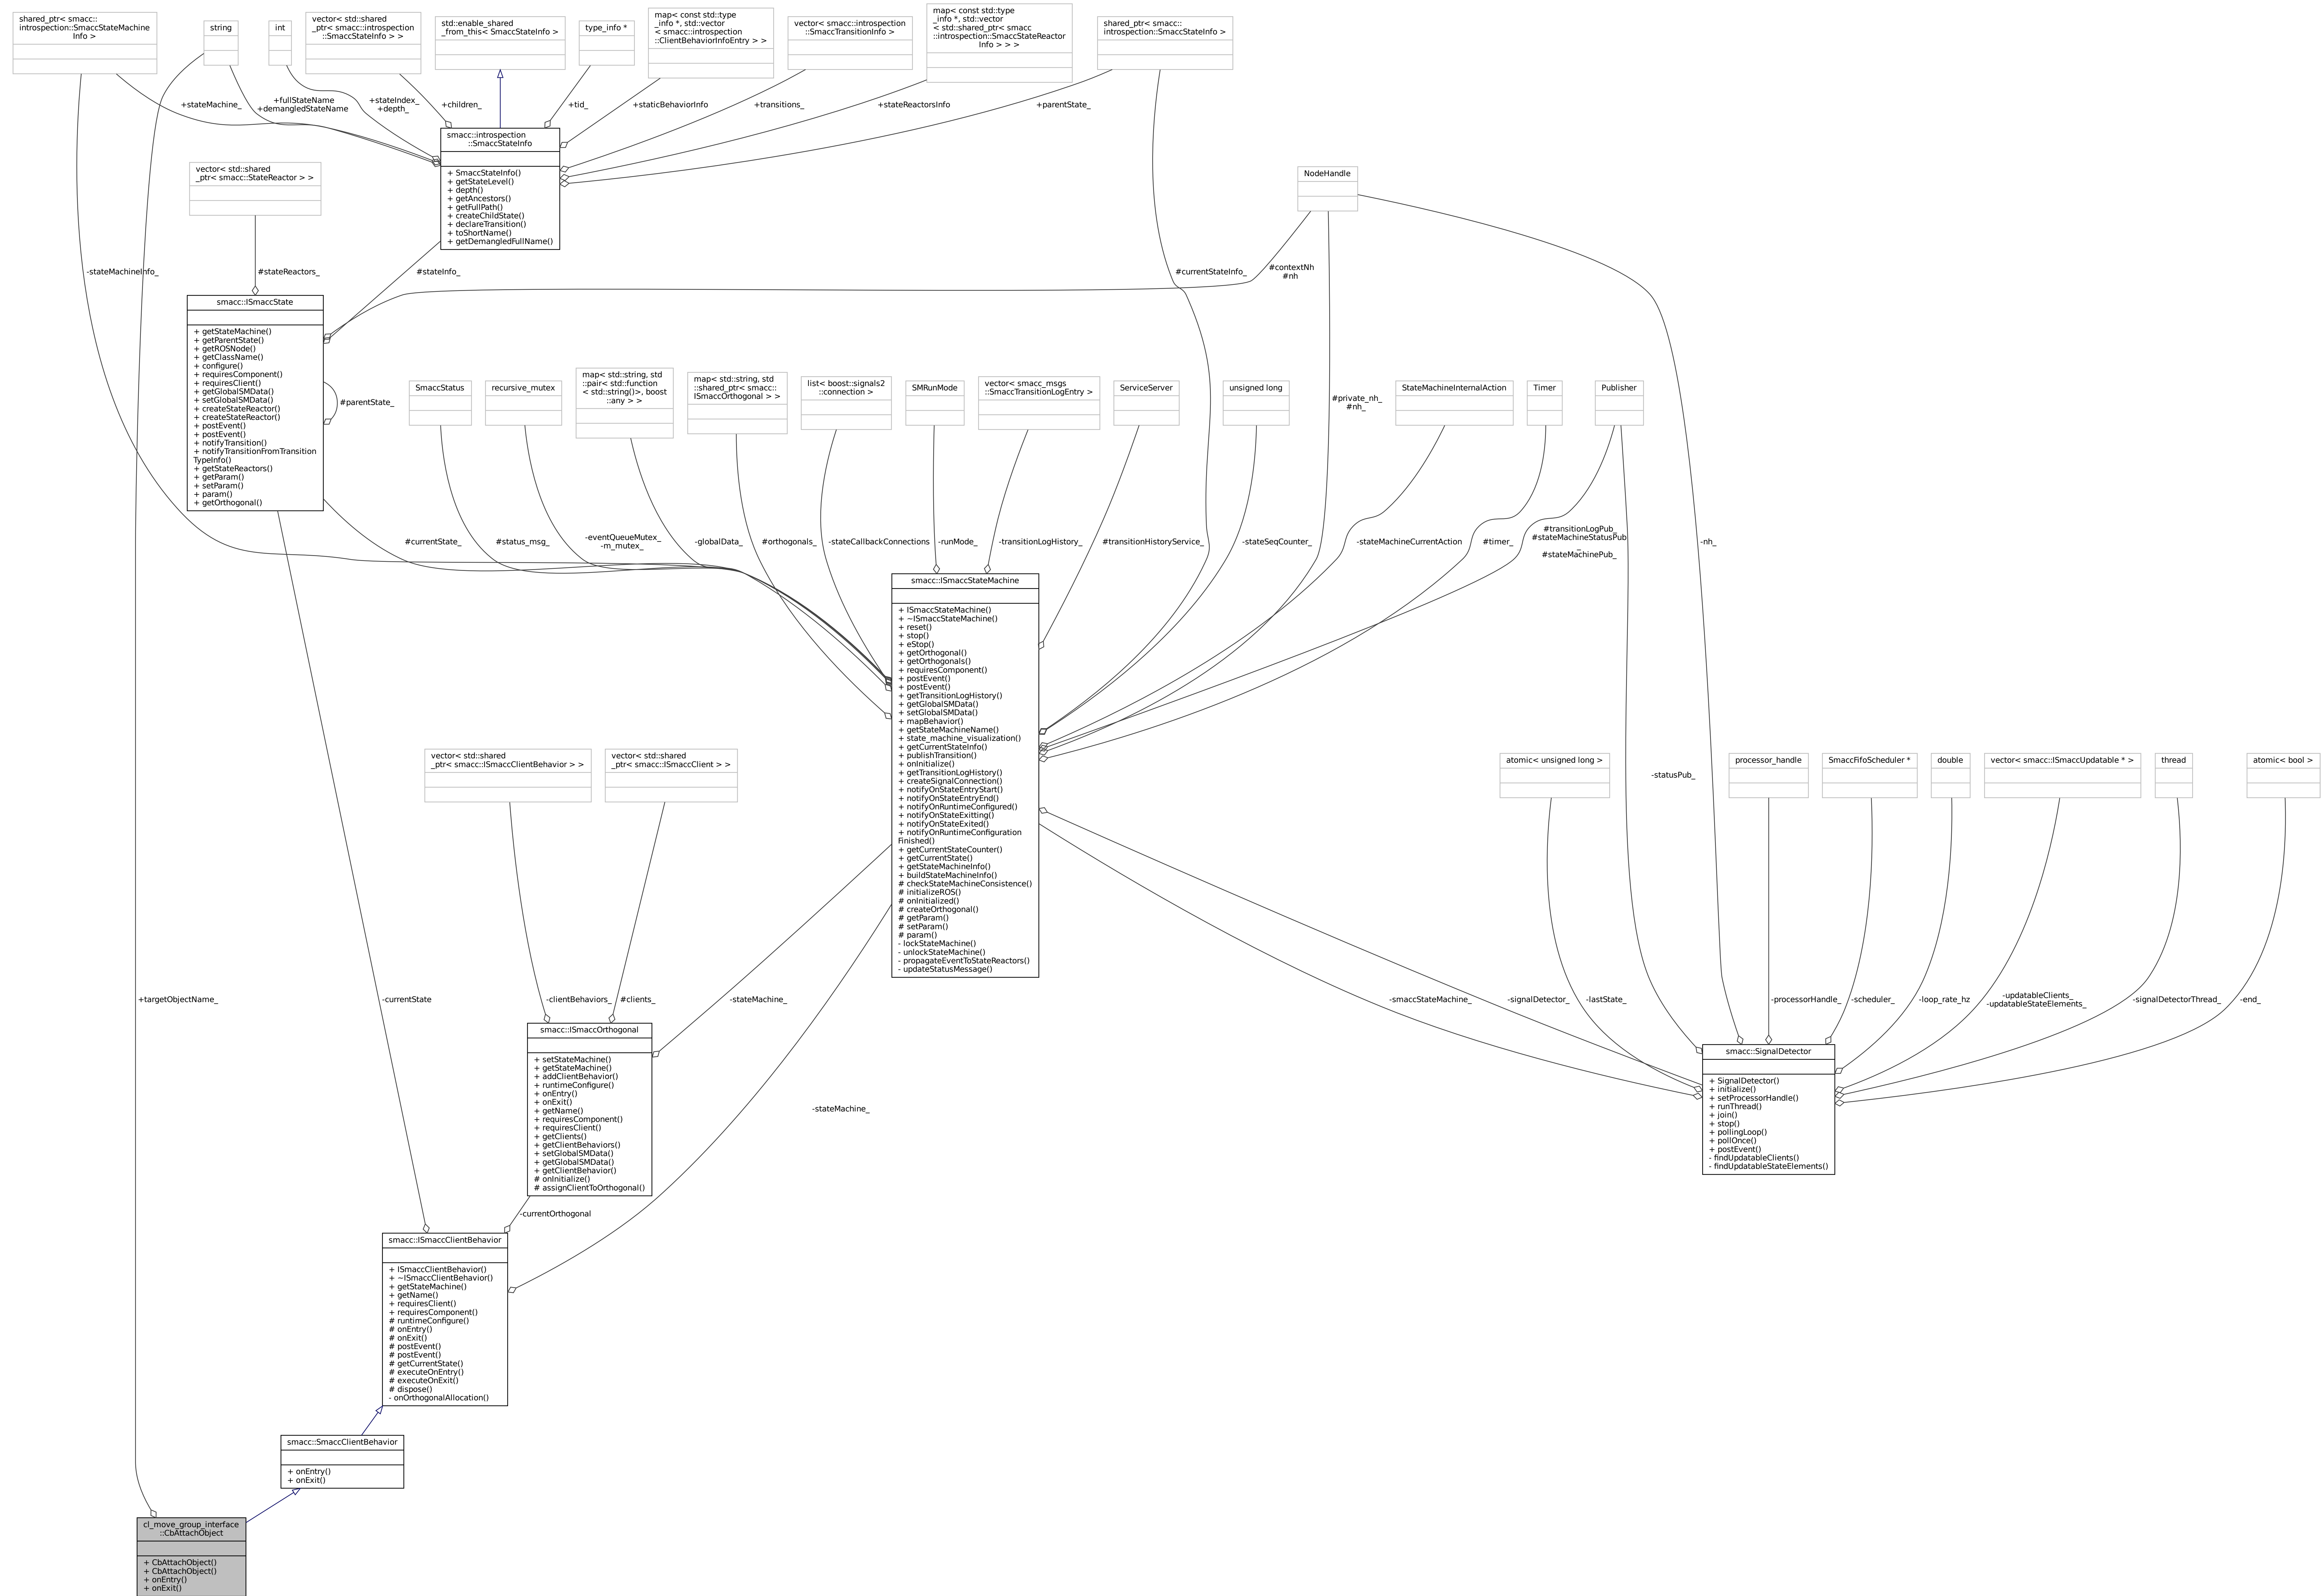 shared_ptr< smacc::
introspection::SmaccStateMachine
Info >
string
int
vector< std::shared
_ptr< smacc::introspection
::SmaccStateInfo > >
std::enable_shared
_from_this< SmaccStateInfo >
type_info *
map< const std::type
_info *, std::vector
< smacc::introspection
::ClientBehaviorInfoEntry > >
vector< smacc::introspection
::SmaccTransitionInfo >
map< const std::type
_info *, std::vector
< std::shared_ptr< smacc
::introspection::SmaccStateReactor
Info > > >
shared_ptr< smacc::
introspection::SmaccStateInfo >
+stateMachine_
+fullStateName
+demangledStateName
+stateIndex_
+depth_
+children_
+tid_
+staticBehaviorInfo
+transitions_
+stateReactorsInfo
+parentState_
smacc::introspection
::SmaccStateInfo
+ SmaccStateInfo()
+ getStateLevel()
+ depth()
+ getAncestors()
+ getFullPath()
+ createChildState()
+ declareTransition()
+ toShortName()
+ getDemangledFullName()
vector< std::shared
_ptr< smacc::StateReactor > >
NodeHandle
-stateMachineInfo_
#stateReactors_
#stateInfo_
#currentStateInfo_
#contextNh
#nh
smacc::ISmaccState
+ getStateMachine()
+ getParentState()
+ getROSNode()
+ getClassName()
+ configure()
+ requiresComponent()
+ requiresClient()
+ getGlobalSMData()
+ setGlobalSMData()
+ createStateReactor()
+ createStateReactor()
+ postEvent()
+ postEvent()
+ notifyTransition()
+ notifyTransitionFromTransition
TypeInfo()
+ getStateReactors()
+ getParam()
+ setParam()
+ param()
+ getOrthogonal()
#parentState_
SmaccStatus
recursive_mutex
map< std::string, std
::pair< std::function
< std::string()>, boost
::any > >
map< std::string, std
::shared_ptr< smacc::
ISmaccOrthogonal > >
list< boost::signals2
::connection >
SMRunMode
vector< smacc_msgs
::SmaccTransitionLogEntry >
ServiceServer
unsigned long
#private_nh_
#nh_
StateMachineInternalAction
Timer
Publisher
#currentState_
#status_msg_
-eventQueueMutex_
-m_mutex_
-globalData_
#orthogonals_
-stateCallbackConnections
-runMode_
-transitionLogHistory_
#transitionHistoryService_
-stateSeqCounter_
-stateMachineCurrentAction
#timer_
#transitionLogPub_
#stateMachineStatusPub
_
#stateMachinePub_
-nh_
smacc::ISmaccStateMachine
+ ISmaccStateMachine()
+ ~ISmaccStateMachine()
+ reset()
+ stop()
+ eStop()
+ getOrthogonal()
+ getOrthogonals()
+ requiresComponent()
+ postEvent()
+ postEvent()
+ getTransitionLogHistory()
+ getGlobalSMData()
+ setGlobalSMData()
+ mapBehavior()
+ getStateMachineName()
+ state_machine_visualization()
+ getCurrentStateInfo()
+ publishTransition()
+ onInitialize()
+ getTransitionLogHistory()
+ createSignalConnection()
+ notifyOnStateEntryStart()
+ notifyOnStateEntryEnd()
+ notifyOnRuntimeConfigured()
+ notifyOnStateExitting()
+ notifyOnStateExited()
+ notifyOnRuntimeConfiguration
Finished()
+ getCurrentStateCounter()
+ getCurrentState()
+ getStateMachineInfo()
+ buildStateMachineInfo()
# checkStateMachineConsistence()
# initializeROS()
# onInitialized()
# createOrthogonal()
# getParam()
# setParam()
# param()
- lockStateMachine()
- unlockStateMachine()
- propagateEventToStateReactors()
- updateStatusMessage()
vector< std::shared
_ptr< smacc::ISmaccClientBehavior > >
vector< std::shared
_ptr< smacc::ISmaccClient > >
atomic< unsigned long >
-statusPub_
processor_handle
SmaccFifoScheduler *
double
vector< smacc::ISmaccUpdatable * >
thread
atomic< bool >
+targetObjectName_
-currentState
-clientBehaviors_
#clients_
-stateMachine_
-smaccStateMachine_
-signalDetector_
-lastState_
-processorHandle_
-scheduler_
-loop_rate_hz
-updatableClients_
-updatableStateElements_
-signalDetectorThread_
-end_
smacc::ISmaccOrthogonal
+ setStateMachine()
+ getStateMachine()
+ addClientBehavior()
+ runtimeConfigure()
+ onEntry()
+ onExit()
+ getName()
+ requiresComponent()
+ requiresClient()
+ getClients()
+ getClientBehaviors()
+ setGlobalSMData()
+ getGlobalSMData()
+ getClientBehavior()
# onInitialize()
# assignClientToOrthogonal()
smacc::SignalDetector
+ SignalDetector()
+ initialize()
+ setProcessorHandle()
+ runThread()
+ join()
+ stop()
+ pollingLoop()
+ pollOnce()
+ postEvent()
- findUpdatableClients()
- findUpdatableStateElements()
-stateMachine_
-currentOrthogonal
smacc::ISmaccClientBehavior
+ ISmaccClientBehavior()
+ ~ISmaccClientBehavior()
+ getStateMachine()
+ getName()
+ requiresClient()
+ requiresComponent()
# runtimeConfigure()
# onEntry()
# onExit()
# postEvent()
# postEvent()
# getCurrentState()
# executeOnEntry()
# executeOnExit()
# dispose()
- onOrthogonalAllocation()
smacc::SmaccClientBehavior
+ onEntry()
+ onExit()
cl_move_group_interface
::CbAttachObject
+ CbAttachObject()
+ CbAttachObject()
+ onEntry()
+ onExit()